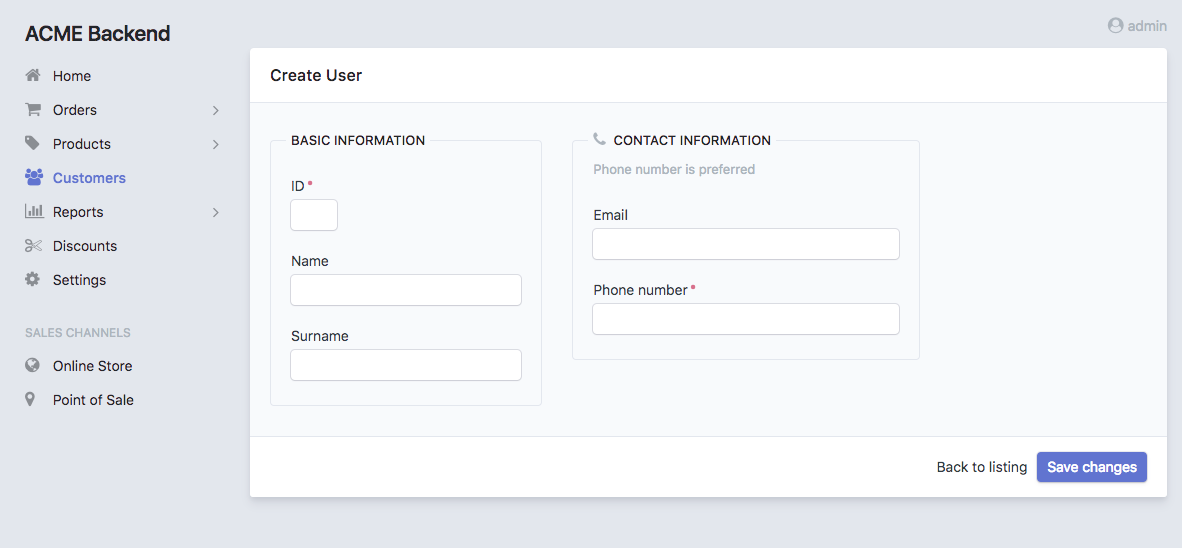 ACME Backend
admin
Home
Orders
Products
Customers
Reports
Discounts
Settings
SALES CHANNELS
Online Store
Point of Sale
Create User
BASIC INFORMATION
ID *
Name
Surname
CONTACT INFORMATION
Phone number is preferred
Email
Phone number *
Back to listing
Save changes